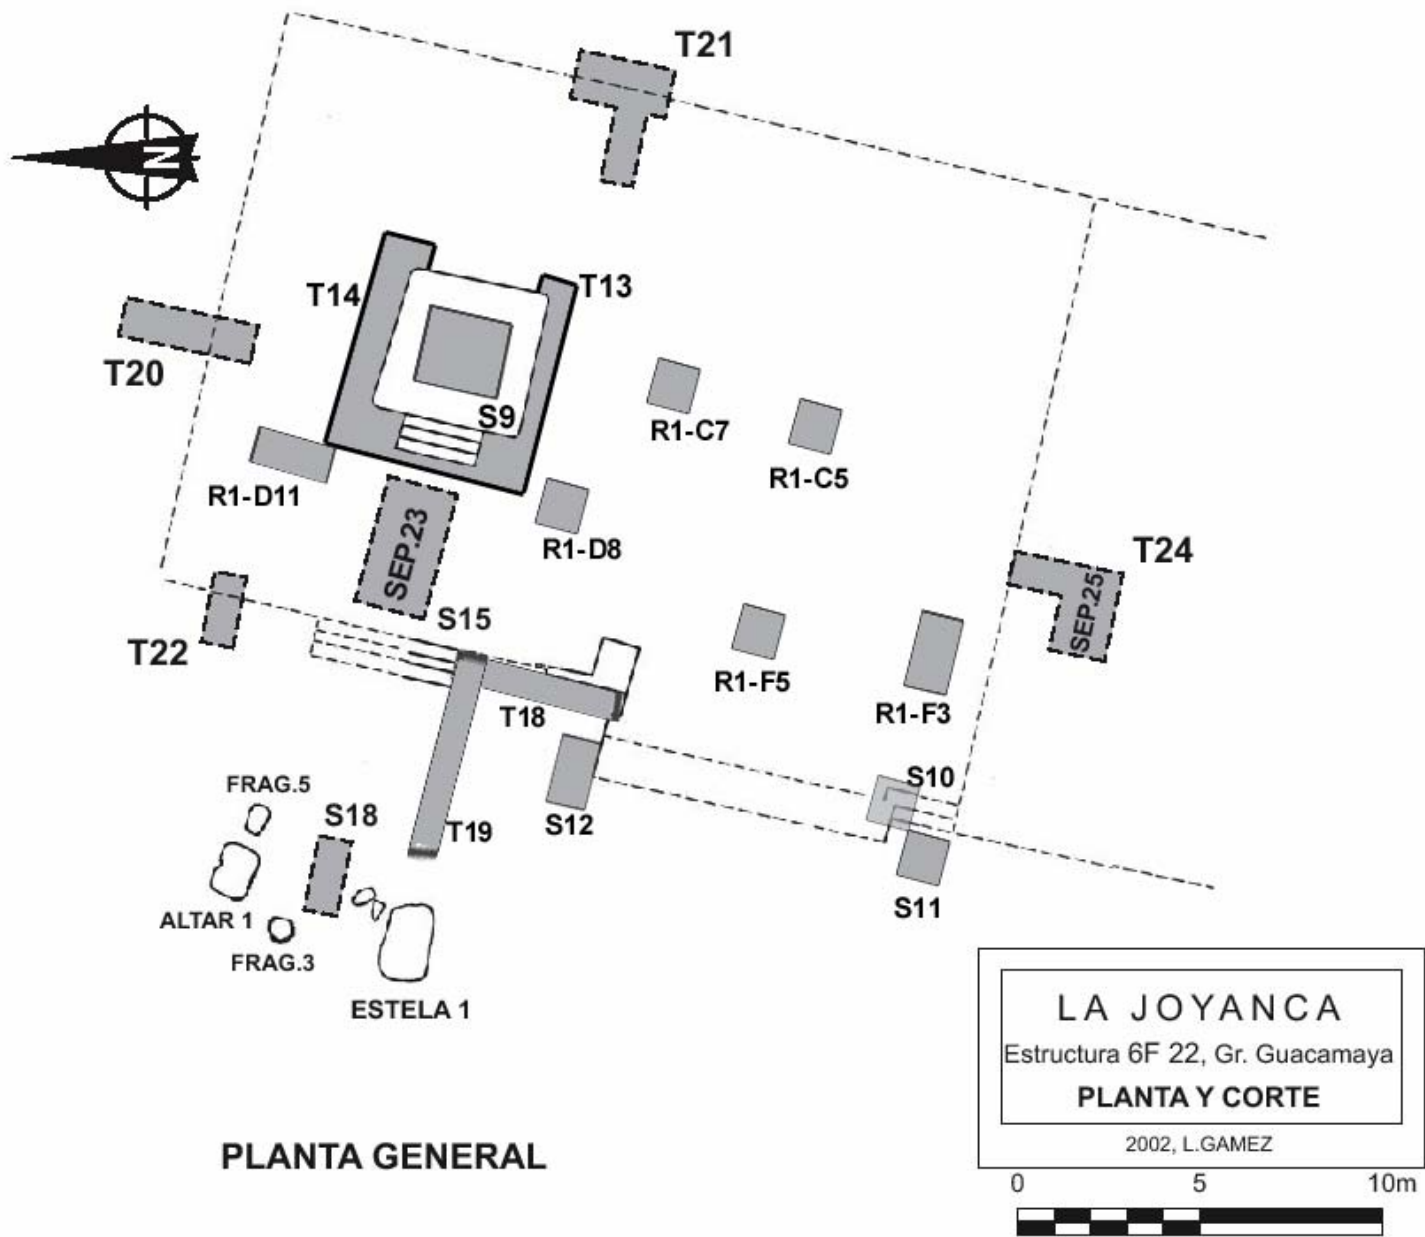 T21
N
T14
T13
T20
S9
R1-C7
R1-C5
R1-D11
SEP.23
R1-D8
T24
SEP.25
S15
T22
R1-F5
R1-F3
T18
S10
FRAG.5
S18
T19
S12
S11
ALTAR 1
FRAG.3
ESTELA 1
LA JOYANCA
Estructura 6F 22, Gr. Guacamaya
PLANTA Y CORTE
2002, L.GAMEZ
PLANTA GENERAL
0 5 10m